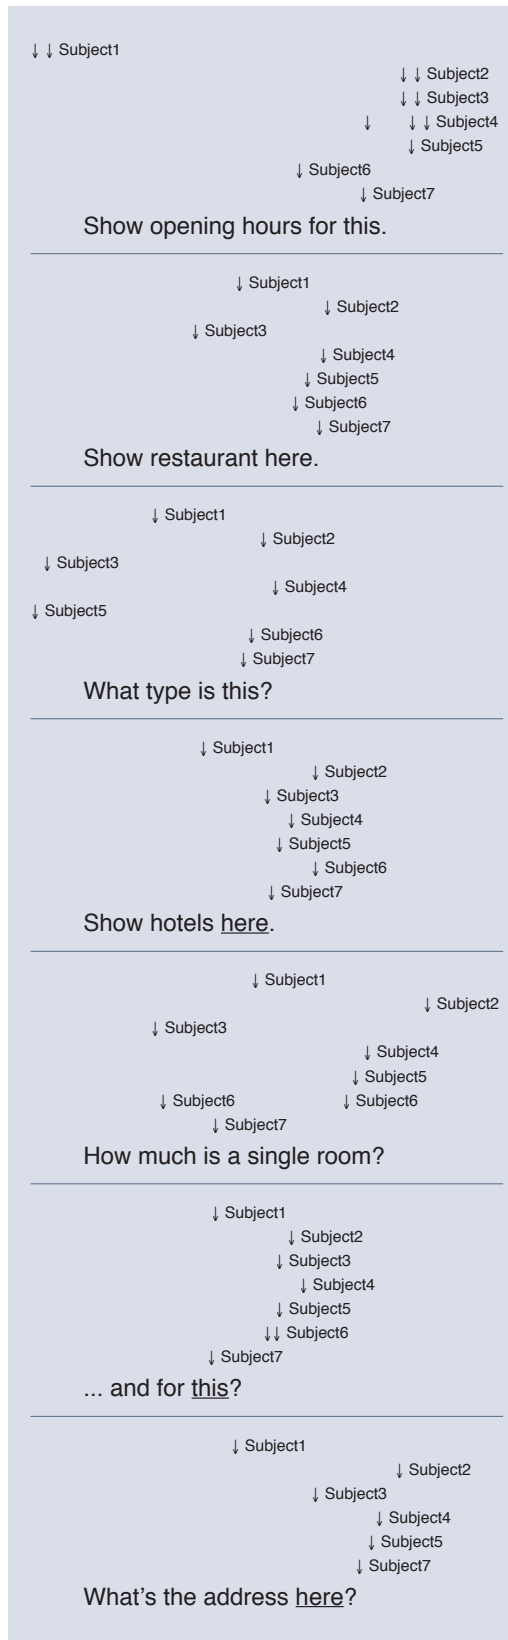 ↓ ↓ Subject1
↓ ↓ Subject2
↓ ↓ Subject3
↓ ↓ ↓ Subject4
↓ Subject5
↓ Subject6
↓ Subject7
Show opening hours for this.
↓ Subject1
↓ Subject2
↓ Subject3
↓ Subject4
↓ Subject5
↓ Subject6
↓ Subject7
Show restaurant here.
↓ Subject1
↓ Subject2
↓ Subject3
↓ Subject4
↓ Subject5
↓ Subject6
↓ Subject7
What type is this?
↓ Subject1
↓ Subject2
↓ Subject3
↓ Subject4
↓ Subject5
↓ Subject6
↓ Subject7
Show hotels here.
↓ Subject1
↓ Subject2
↓ Subject3
↓ Subject4
↓ Subject5
↓ Subject6 ↓ Subject6
↓ Subject7
How much is a single room?
↓ Subject1
↓ Subject2
↓ Subject3
↓ Subject4
↓ Subject5
↓↓ Subject6
↓ Subject7
... and for this?
↓ Subject1
↓ Subject2
↓ Subject3
↓ Subject4
↓ Subject5
↓ Subject7
What's the address here?